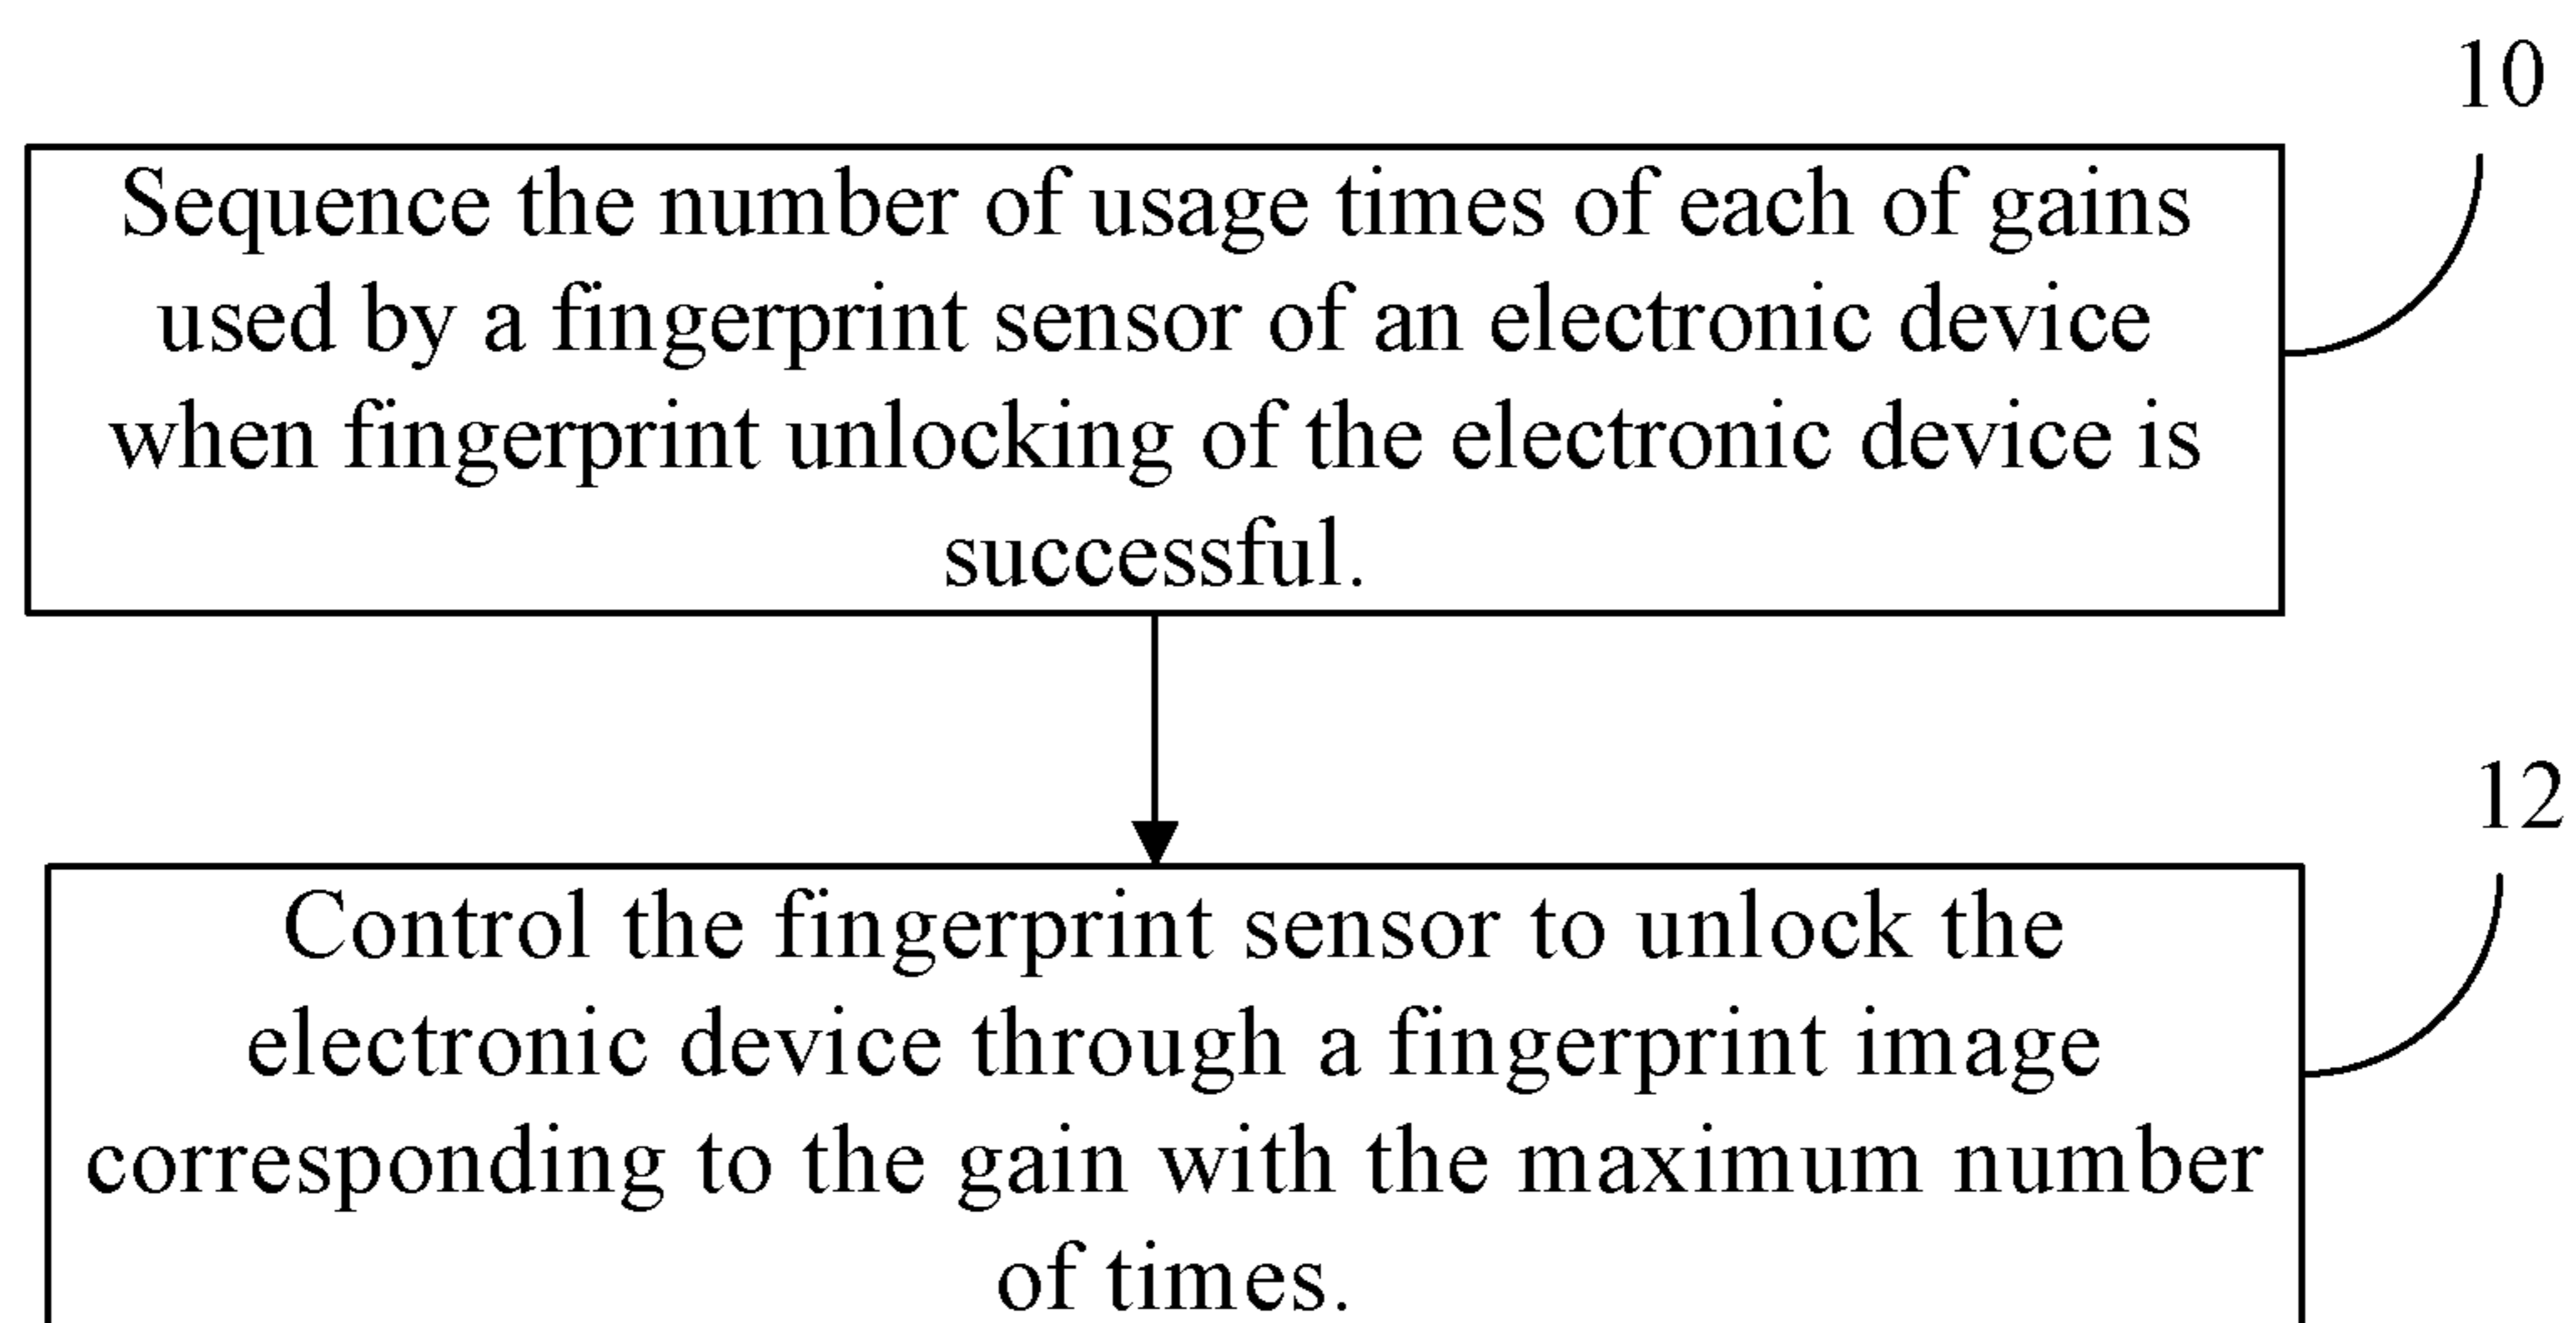 10
Sequence the number of usage times of each of gains
used by a fingerprint sensor of an electronic device
when fingerprint unlocking of the electronic device is
successful.
12
Control the fingerprint sensor to unlock the
electronic device through a fingerprint image
corresponding to the gain with the maximum number
of times.